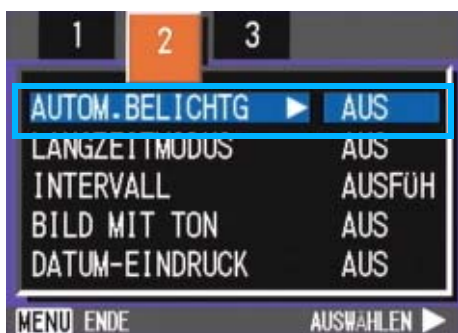 1 2 3
AUTOM.BELICHTG ▶ AUS
LANGZEITMODUS AUS
INTERVALL AUSFÜH
BILD MIT TON AUS
DATUM-EINDRUCK AUS
MENU ENDE AUSWÄHLEN ▶